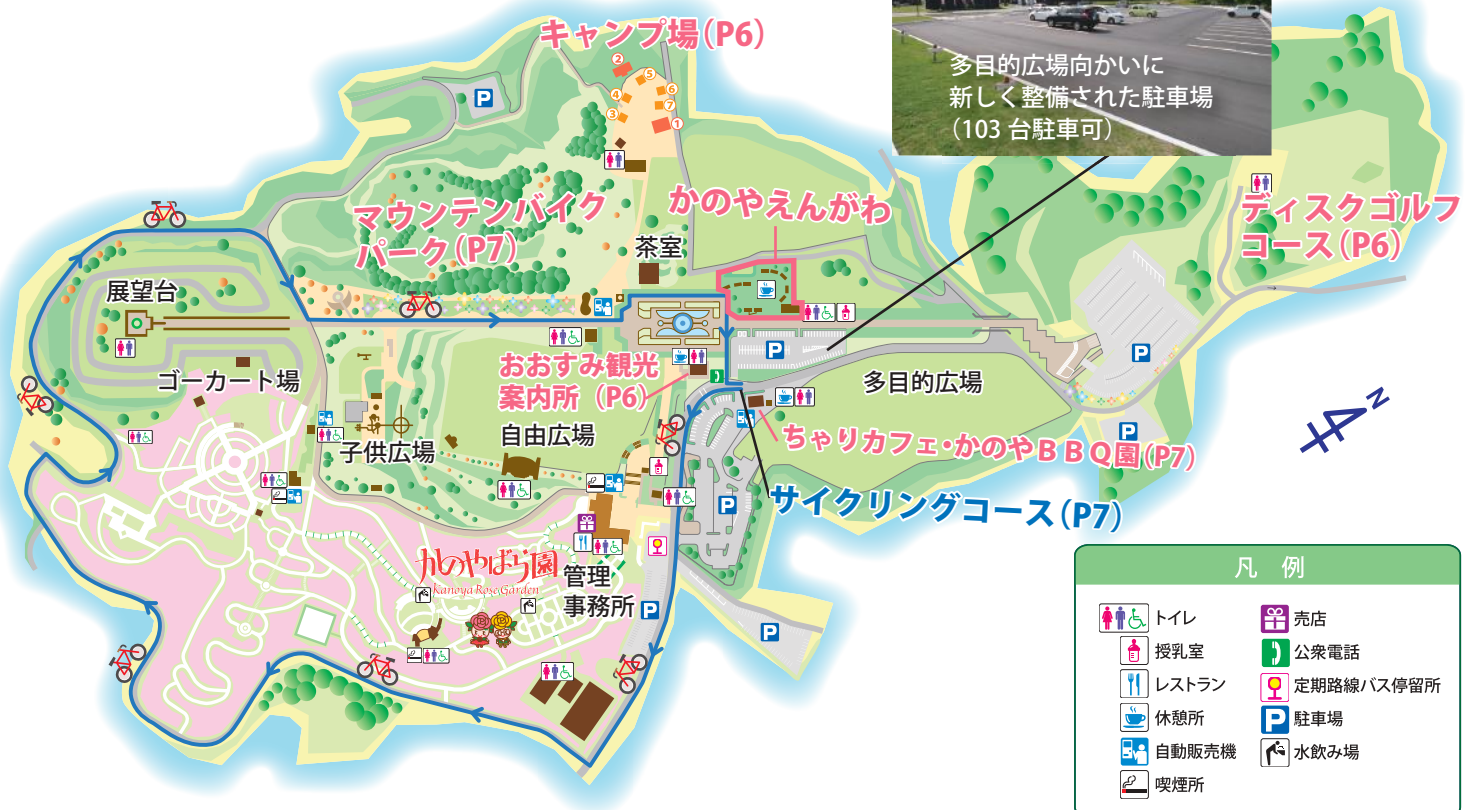 キャンプ場(P6)
2
5
6
4
7
3
1
P
多目的広場向かいに
新しく整備された駐車場
(103 台駐車可)
マウンテンバイク
パーク(P7)
かのやえんがわ
ディスクゴルフ
コース(P6)
茶室
展望台
ゴーカート場
おおすみ観光
案内所 (P6)
P
多目的広場
P
N
子供広場
自由広場
ちゃりカフェ・かのやBBQ園(P7)
P
サイクリングコース(P7)
P
かのやばら園
Kanoya Rose Garden
管理
事務所
P
P
凡 例
トイレ
授乳室
レストラン
休憩所
自動販売機
喫煙所
売店
公衆電話
定期路線バス停留所
P 駐車場
水飲み場